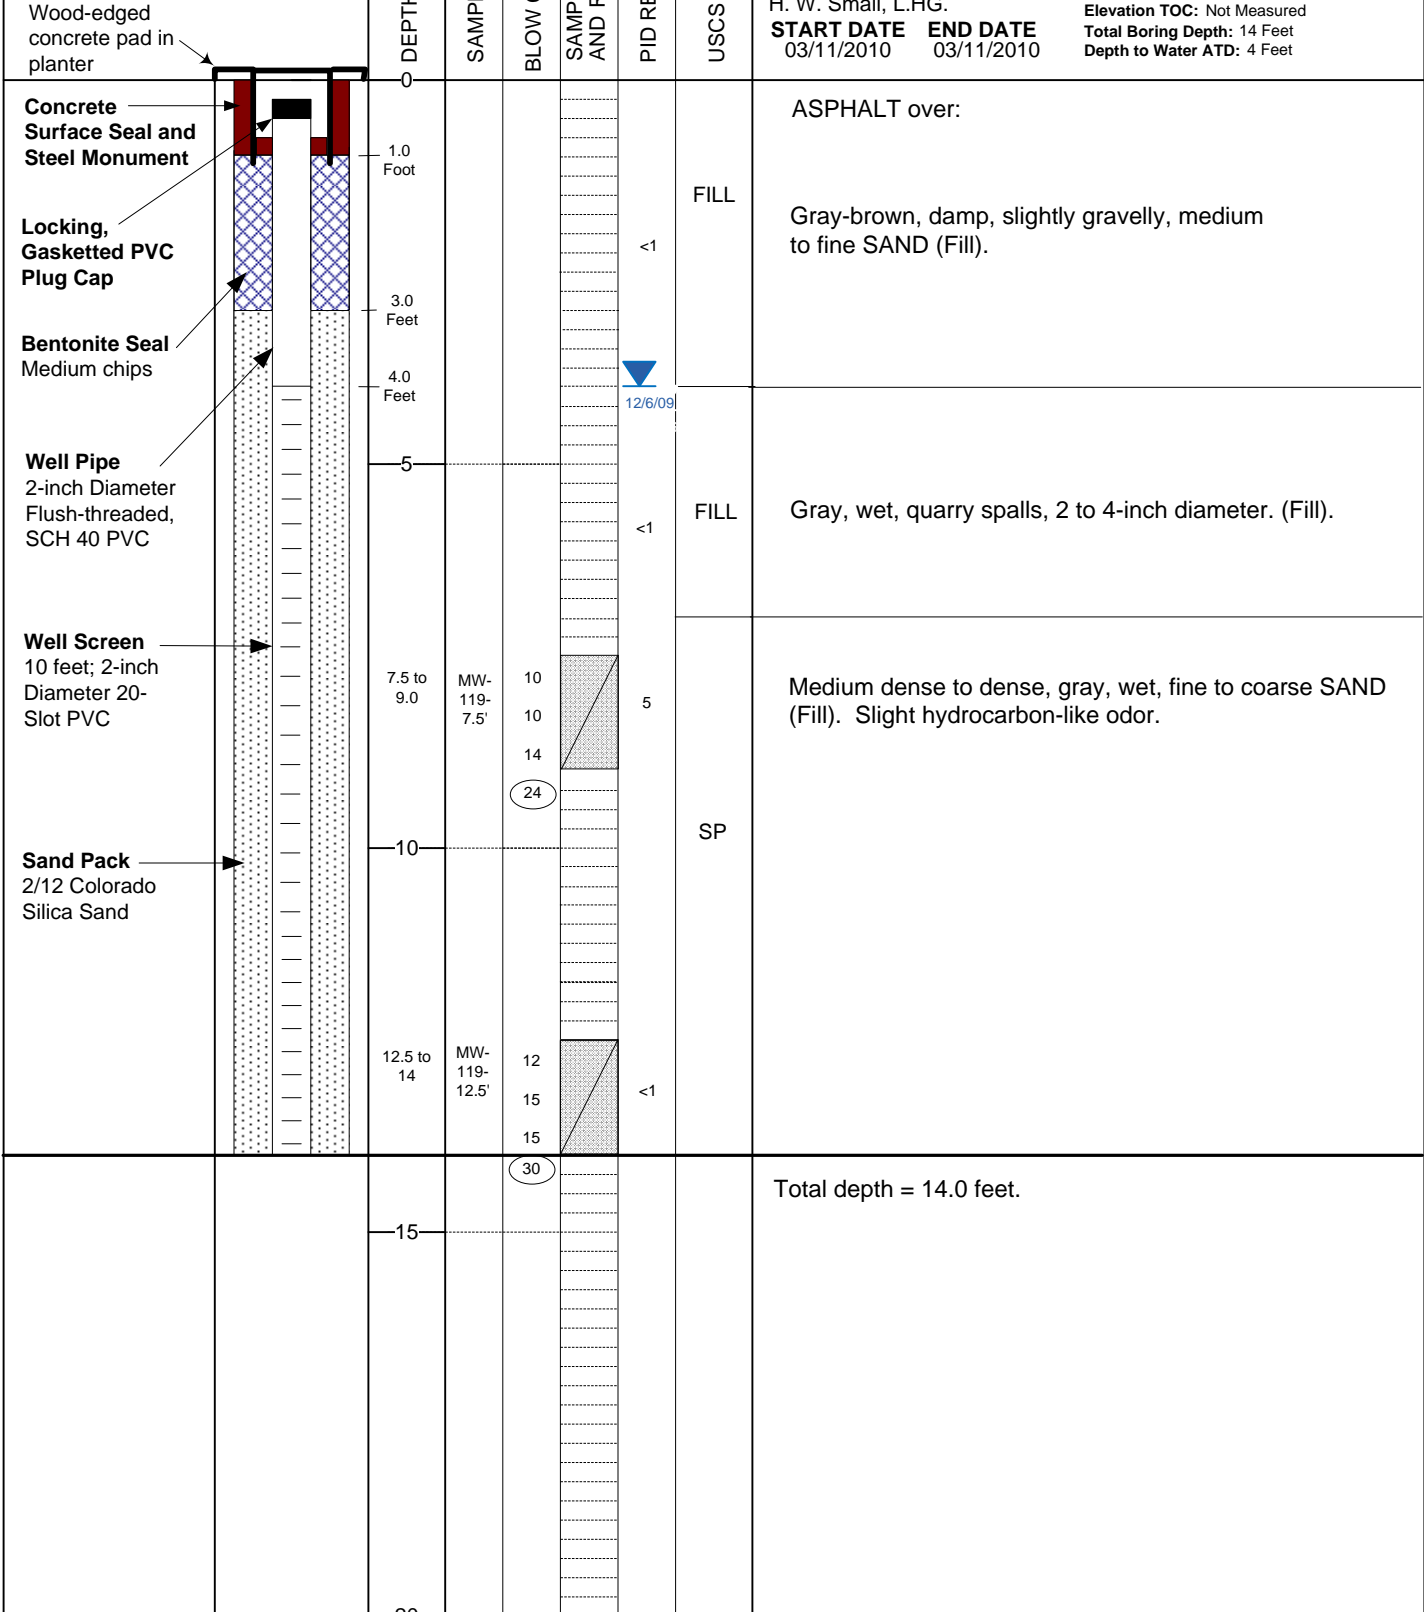 Wood-edged
concrete pad in
planter
DEPTH
BLOW
AND
PID
USCS
H. W. Small, L.HG.
START DATE END DATE
03/11/2010 03/11/2010
Elevation TOC: Not Measured
Total Boring Depth: 14 Feet
Depth to Water ATD: 4 Feet
0
Concrete
Surface Seal and
Steel Monument
1.0
Foot
ASPHALT over:
FILL
Locking,
Gasketted PVC
Plug Cap
<1
Gray-brown, damp, slightly gravelly, medium
to fine SAND (Fill).
3.0
Feet
Bentonite Seal
Medium chips
4.0
Feet
12/6/09
Well Pipe
2-inch Diameter
Flush-threaded,
SCH 40 PVC
5
<1
FILL
Gray, wet, quarry spalls, 2 to 4-inch diameter. (Fill).
Well Screen
10 feet; 2-inch
Diameter 20-
Slot PVC
7.5 to
9.0
MW-
119-
7.5'
10
10
14
24
5
Medium dense to dense, gray, wet, fine to coarse SAND
(Fill). Slight hydrocarbon-like odor.
SP
10
Sand Pack
2/12 Colorado
Silica Sand
12.5 to
14
MW-
119-
12.5'
12
15
15
30
<1
Total depth = 14.0 feet.
15